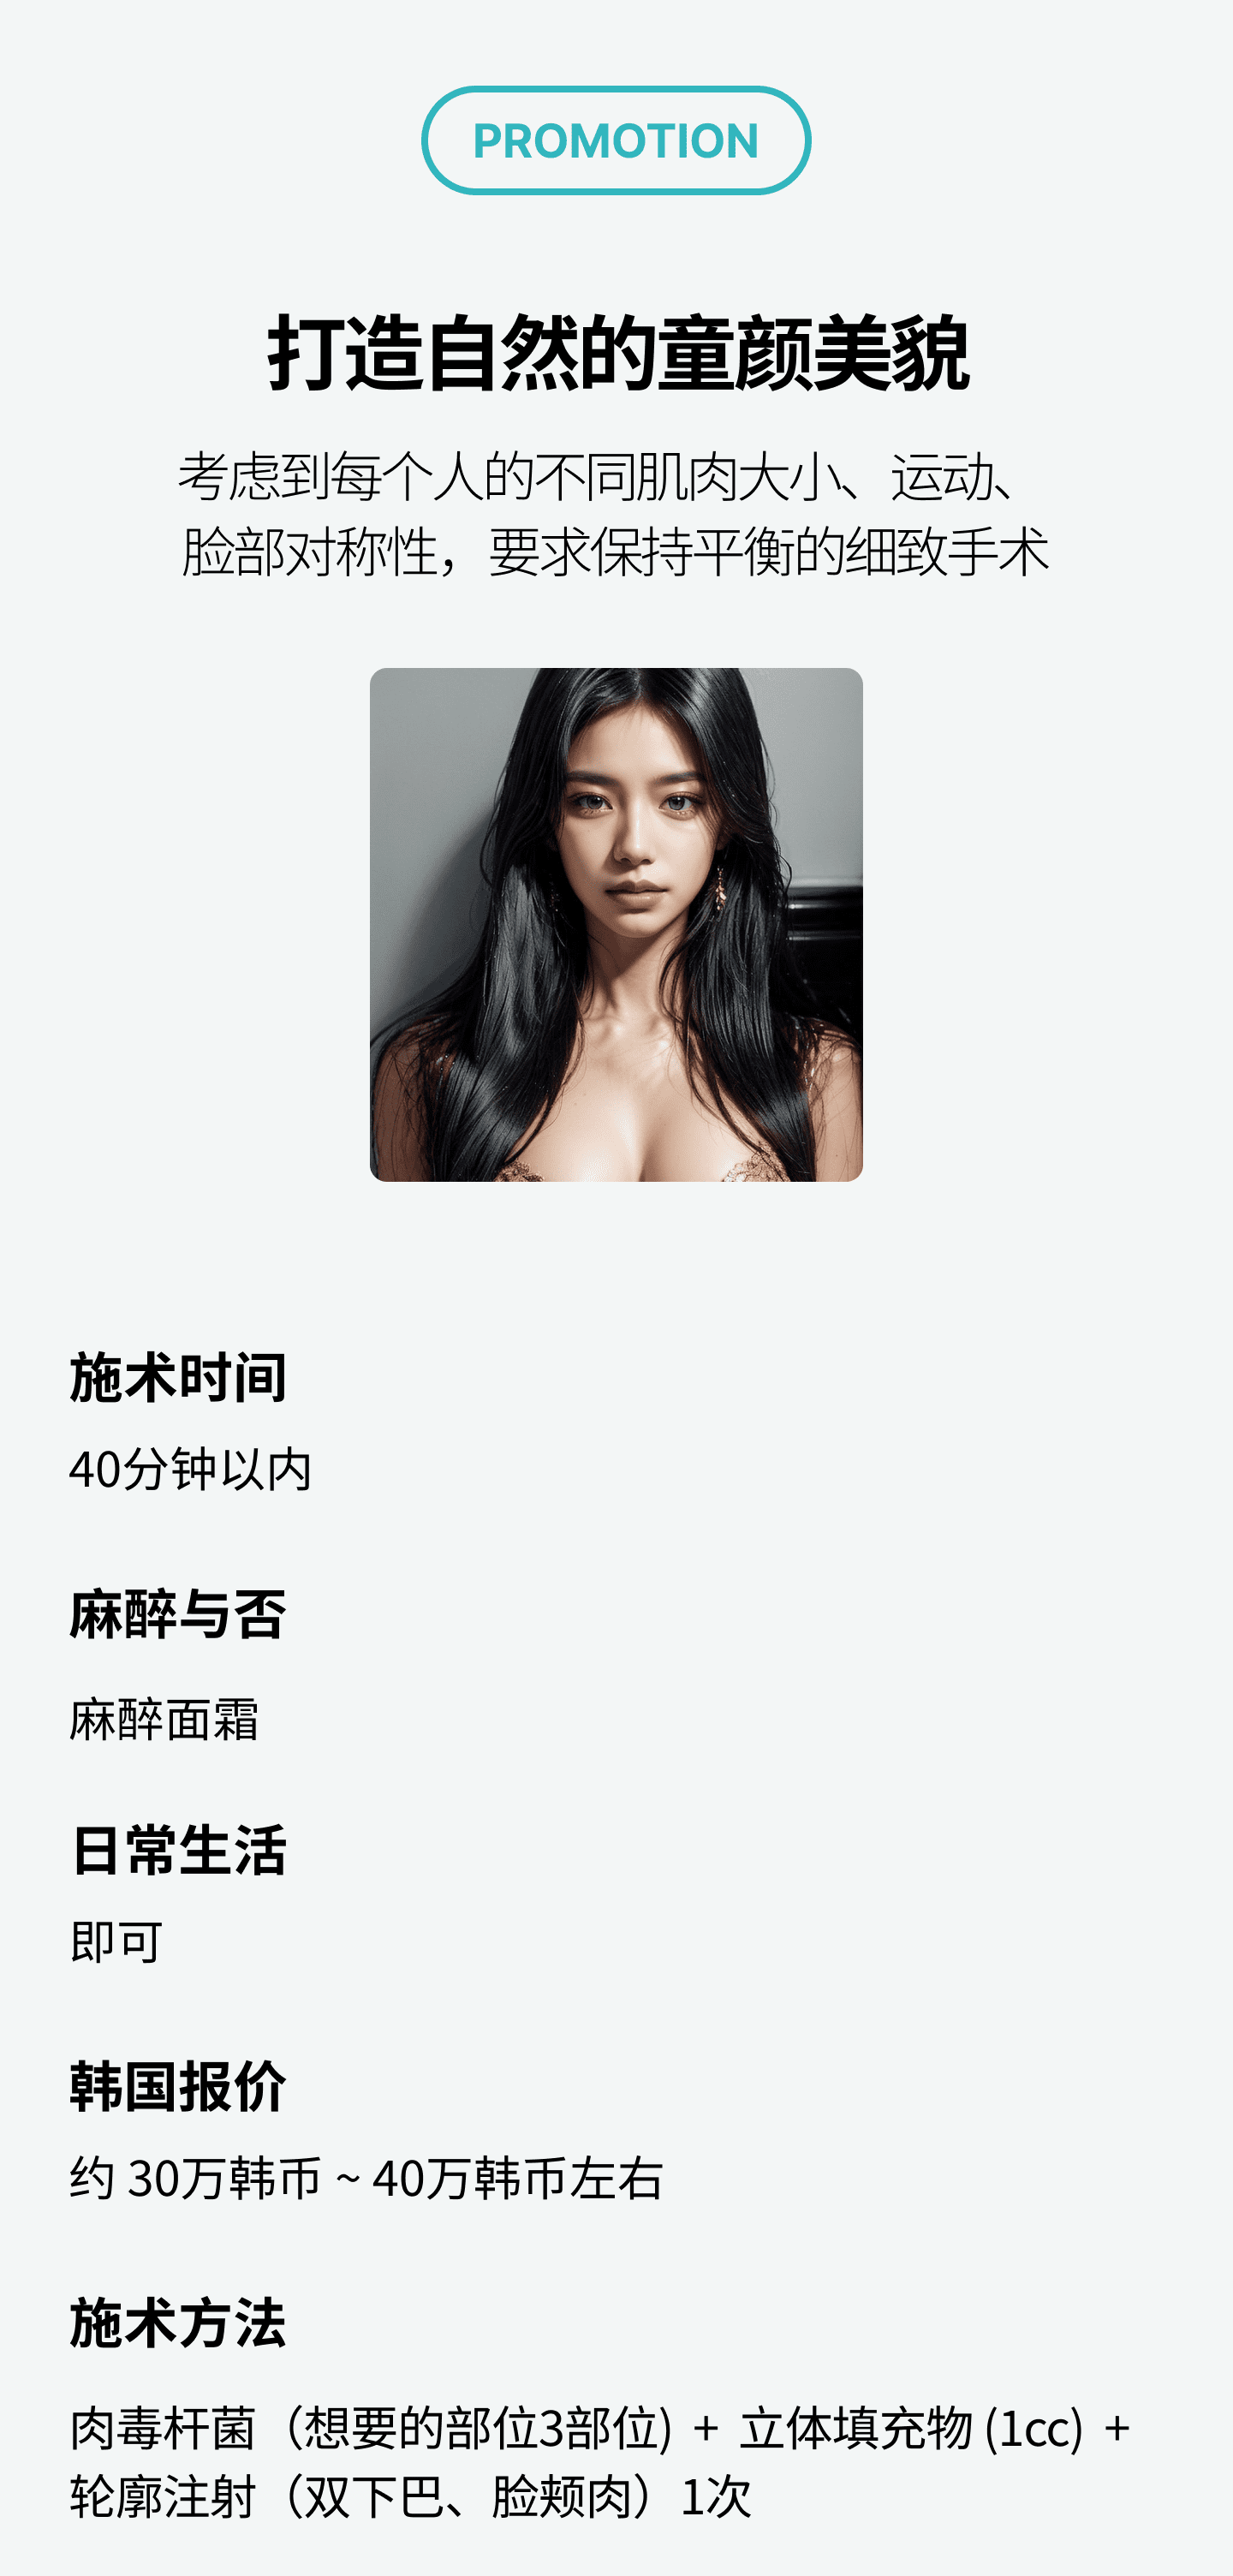 PROMOTION
打造自然的童颜美貌
考虑到每个人的不同肌肉大小、运动、
脸部对称性，要求保持平衡的细致手术
施术时间
40分钟以内
麻醉与否
麻醉面霜
日常生活
即可
韩国报价
约 30万韩币 ~ 40万韩币左右
施术方法
肉毒杆菌（想要的部位3部位) + 立体填充物 (1cc) +
轮廓注射（双下巴、脸颊肉）1次